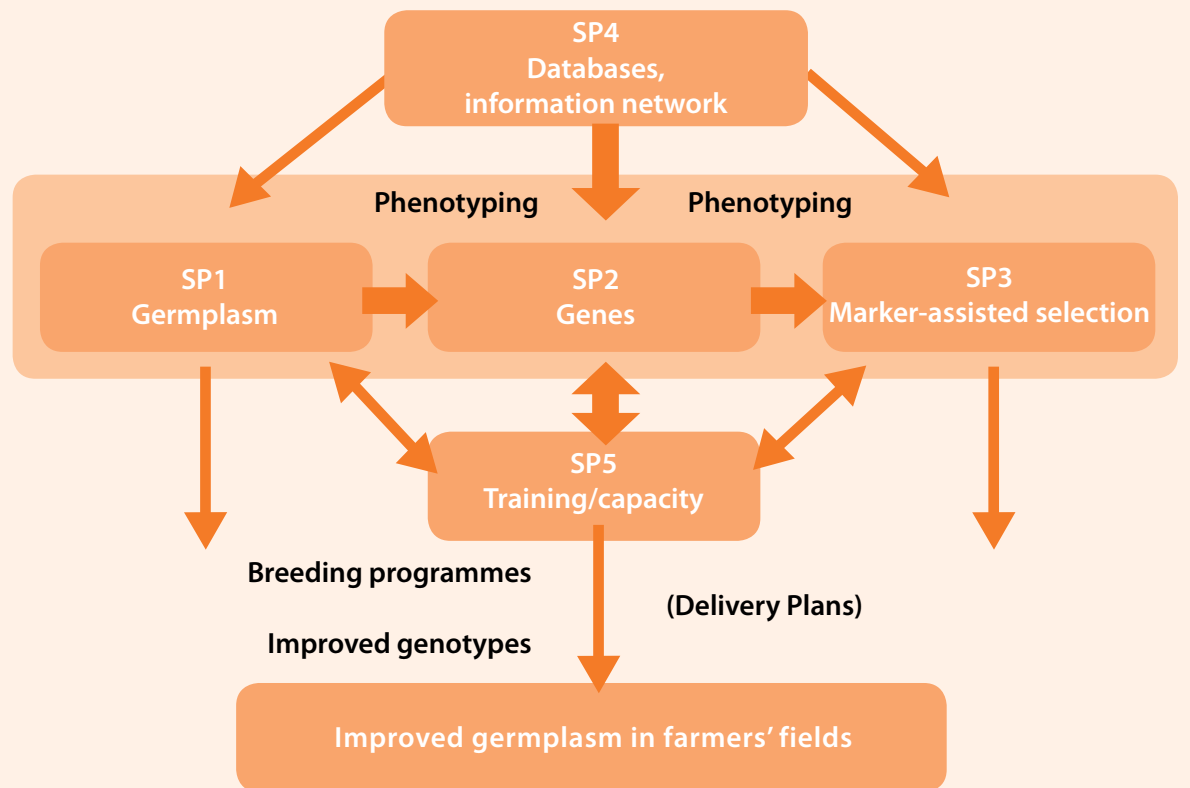 SP4
Databases,
information network
Phenotyping
Phenotyping
SP1
Germplasm
SP2
Genes
SP3
Marker-assisted selection
SP5
Training/capacity
Breeding programmes
(Delivery Plans)
Improved genotypes
Improved germplasm in farmers’ fields